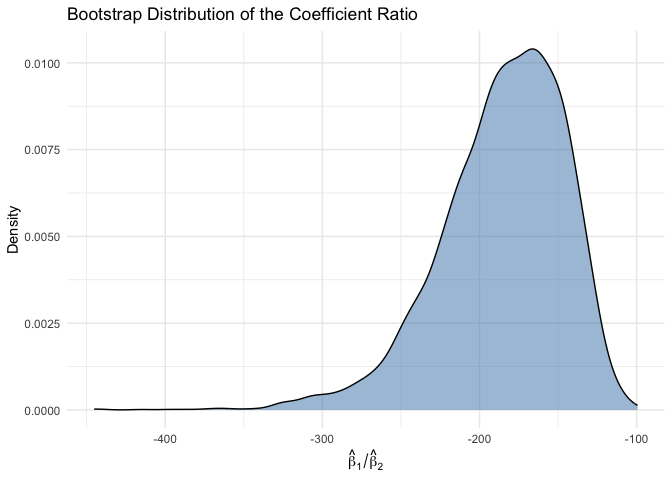 Bootstrap Distribution of the Coefficient Ratio
0.0100
0.0075
0.0050
0.0025
0.0000
Density
-400 -300 -200 -100
β̂₁/β̂₂